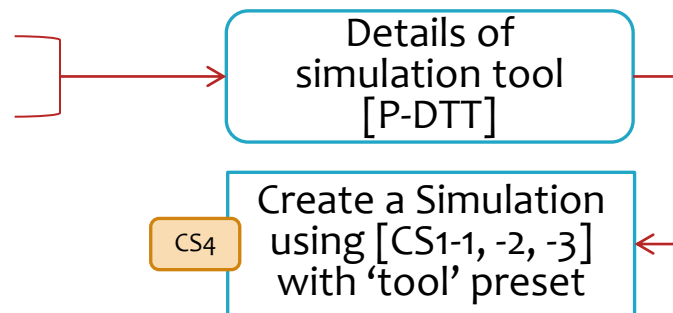 Details of
simulation tool
[P-DTT]
CS4
Create a Simulation
using [CS1-1, -2, -3]
with ‘tool’ preset